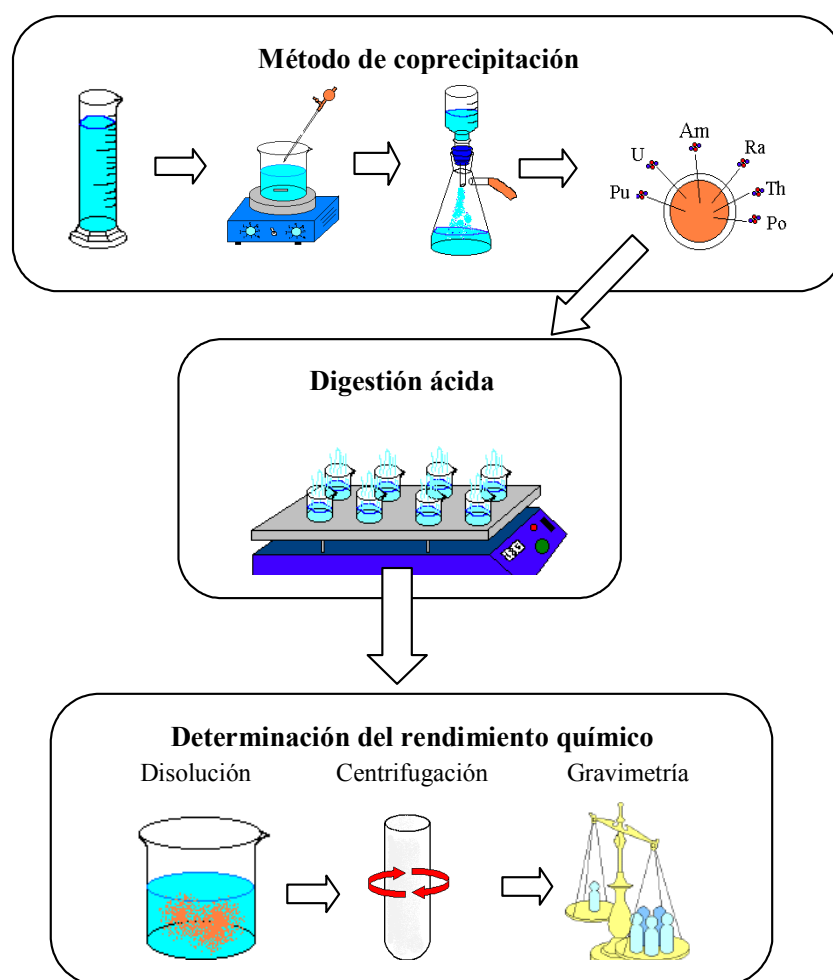 Método de coprecipitación
Am
U
Ra
Pu
Th
Po
Digestión ácida
Determinación del rendimiento químico
Disolución Centrifugación Gravimetría